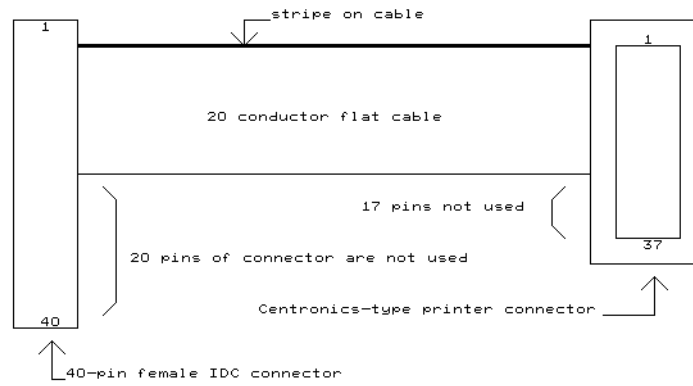 stripe on cable
1
1
20 conductor flat cable
17 pins not used
37
20 pins of connector are not used
Centronics-type printer connector
40
40-pin female IDC connector